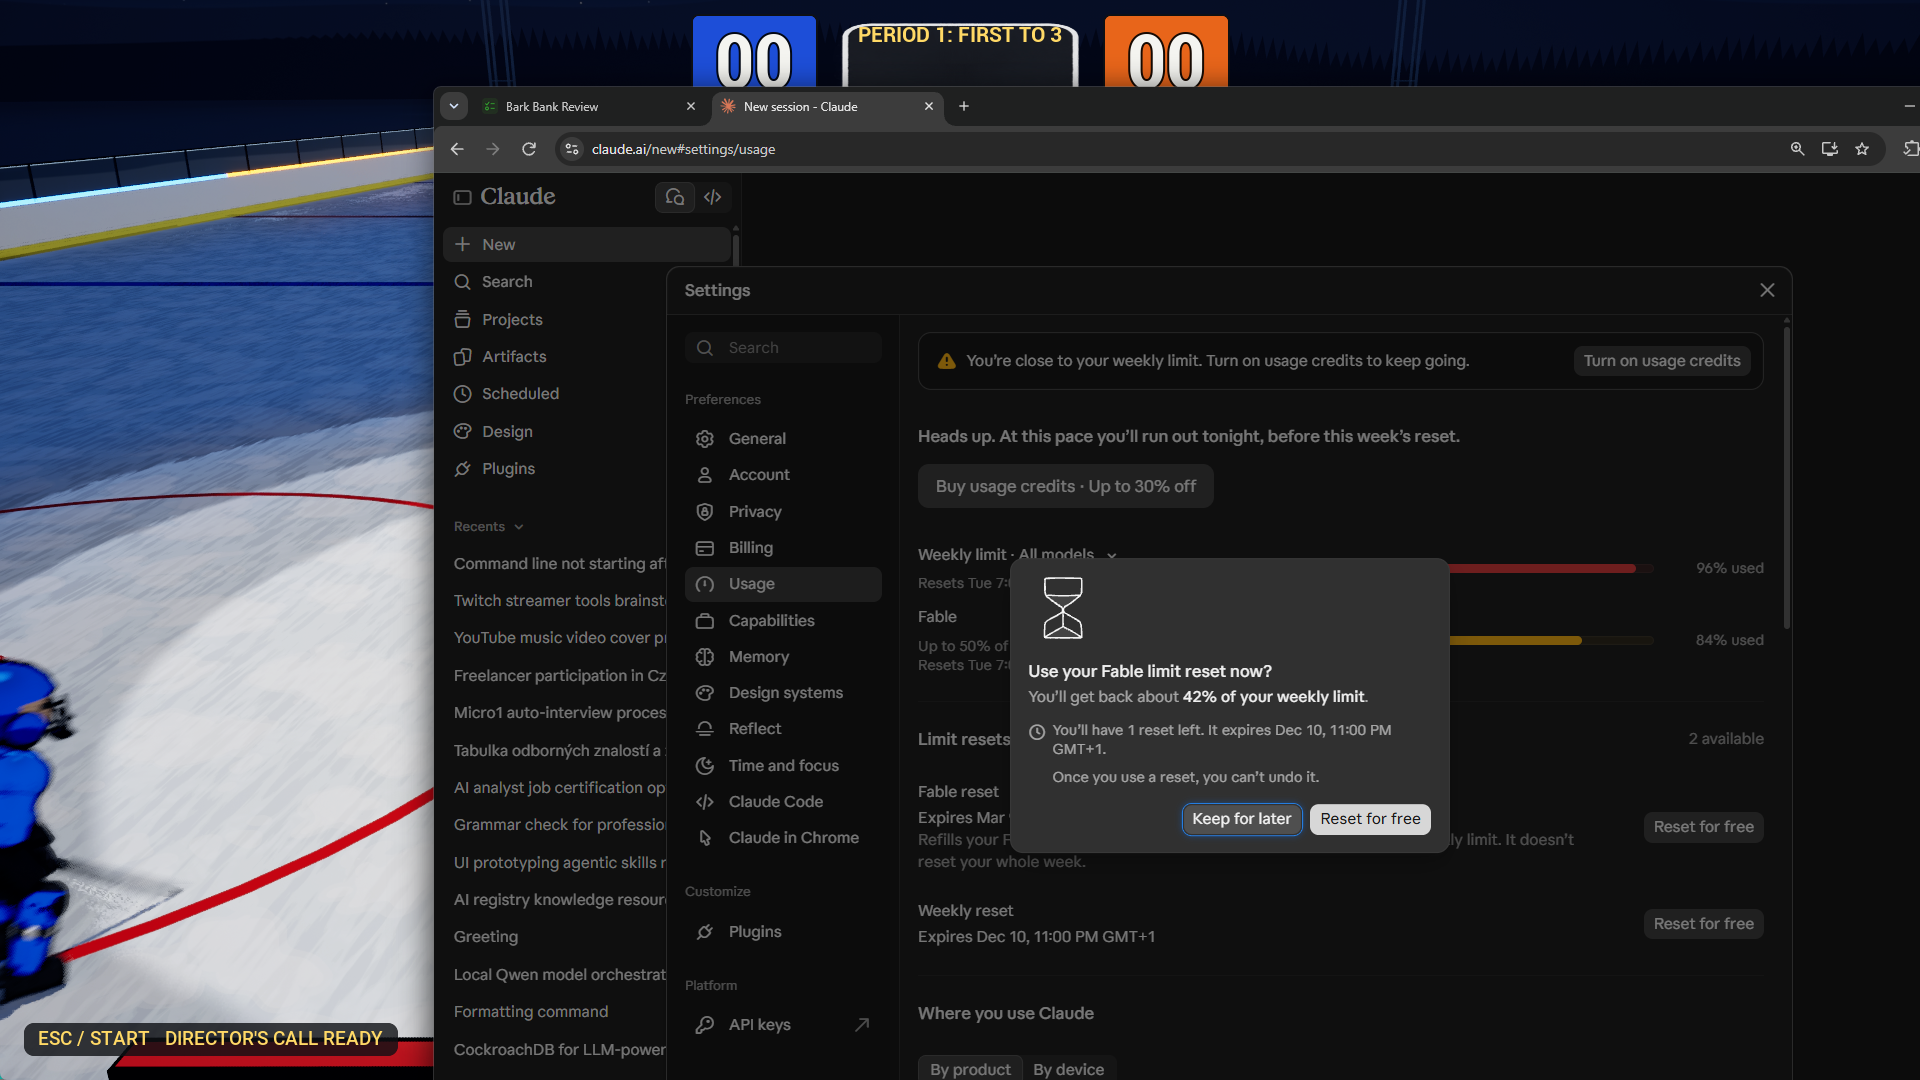 00
PERIOD 1: FIRST TO 3
00
Bark Bank Review
New session - Claude
claude.ai/new#settings/usage
Claude
New
Search
Projects
Artifacts
Scheduled
Design
Plugins
Recents
Command line not starting aft
Twitch streamer tools brainst
YouTube music video cover pr
Freelancer participation in Cz
Micro1 auto-interview proces
Tabulka odborných znalostí a
AI analyst job certification op
Grammar check for professio
UI prototyping agentic skills r
AI registry knowledge resour
Greeting
Local Qwen model orchestrat
Formatting command
CockroachDB for LLM-power
Settings
Search
Preferences
General
Account
Privacy
Billing
Usage
Capabilities
Memory
Design systems
Reflect
Time and focus
Claude Code
Claude in Chrome
Customize
Plugins
Platform
API keys
You're close to your weekly limit. Turn on usage credits to keep going.
Turn on usage credits
Heads up. At this pace you'll run out tonight, before this week's reset.
Buy usage credits · Up to 30% off
Weekly limit · All models
Resets Tue 7:0
96% used
Fable
Up to 50% of
Resets Tue 7:0
84% used
Use your Fable limit reset now?
You'll get back about 42% of your weekly limit.
You'll have 1 reset left. It expires Dec 10, 11:00 PM
GMT+1.
Once you use a reset, you can't undo it.
Keep for later
Reset for free
Limit resets
2 available
Fable reset
Expires Mar
Refills your F
ly limit. It doesn't
reset your whole week.
Reset for free
Weekly reset
Expires Dec 10, 11:00 PM GMT+1
Reset for free
Where you use Claude
By product
By device
ESC / START DIRECTOR'S CALL READY